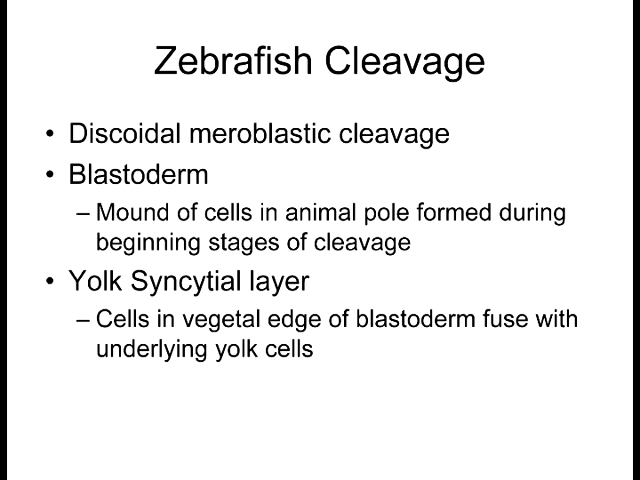 Zebrafish Cleavage
• Discoidal meroblastic cleavage
• Blastoderm
– Mound of cells in animal pole formed during
beginning stages of cleavage
• Yolk Syncytial layer
– Cells in vegetal edge of blastoderm fuse with
underlying yolk cells